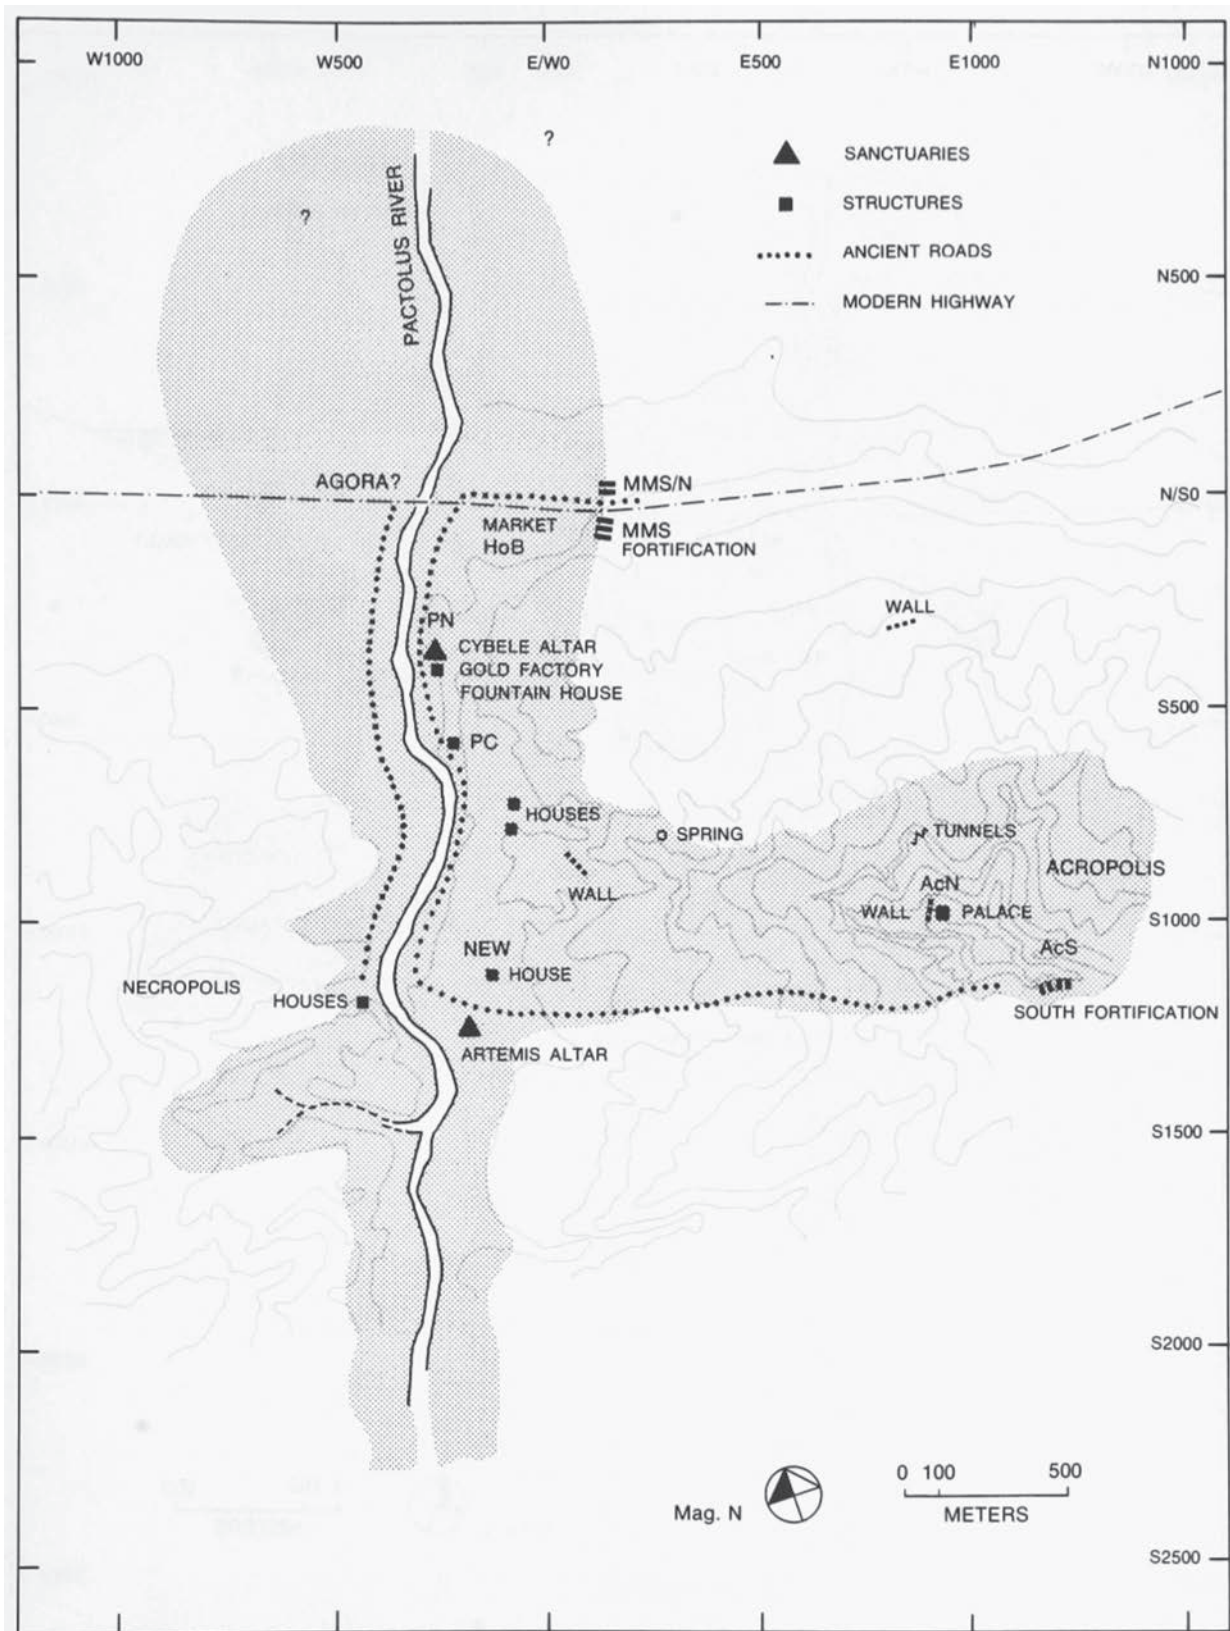 W1000 W500 E/W0 E500 E1000 N1000
?
?
PACTOLUS RIVER
SANCTUARIES
STRUCTURES
ANCIENT ROADS
MODERN HIGHWAY
N500
AGORA?
MMS/N
N/S0
MARKET
HoB
MMS
FORTIFICATION
WALL
PN
CYBELE ALTAR
GOLD FACTORY
FOUNTAIN HOUSE
S500
PC
HOUSES
SPRING
TUNNELS
WALL
ACROPOLIS
AcN
WALL
PALACE
S1000
NEW
HOUSE
AcS
NECROPOLIS
HOUSES
SOUTH FORTIFICATION
ARTEMIS ALTAR
S1500
S2000
Mag. N
0 100 500
METERS
S2500